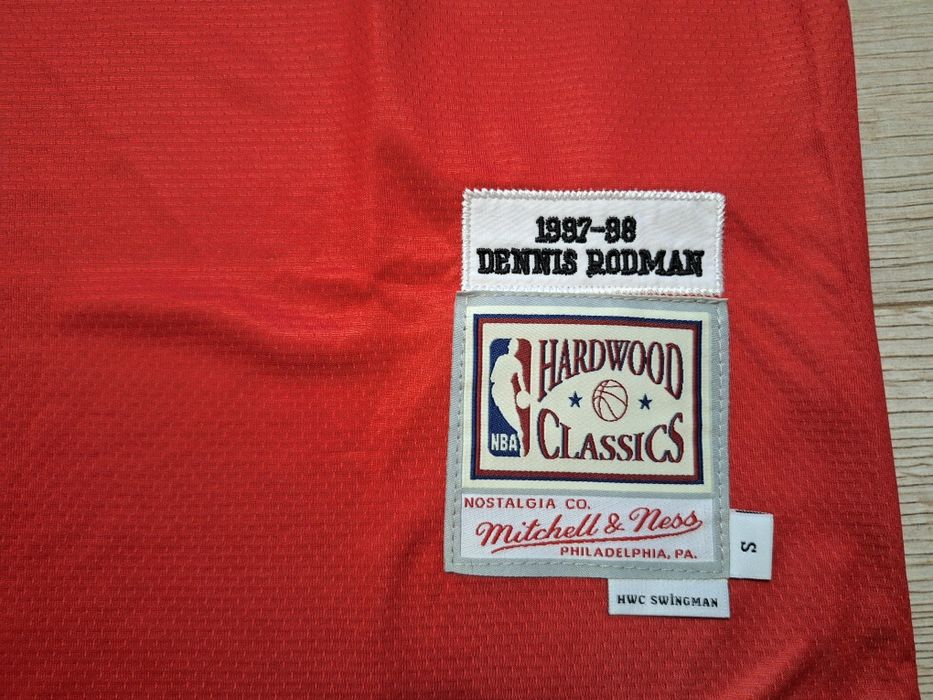 1997-98
DENNIS RODMAN
HARDWOOD
CLASSICS
NBA
NOSTALGIA CO.
Mitchell & Ness
PHILADELPHIA, PA.
S
HWC SWINGMAN